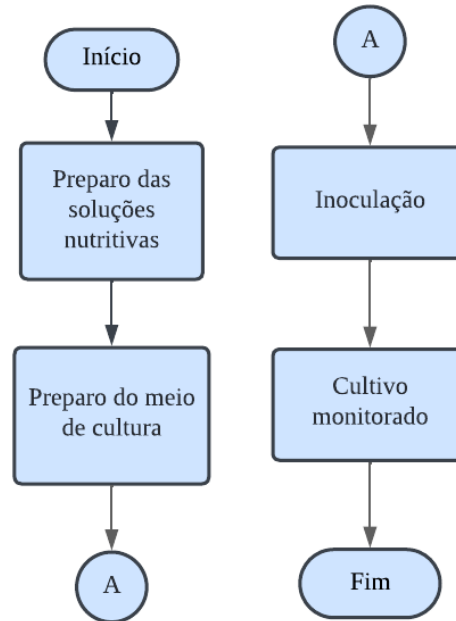 Início
Preparo das
soluções
nutritivas
Preparo do meio
de cultura
A
A
Inoculação
Cultivo
monitorado
Fim